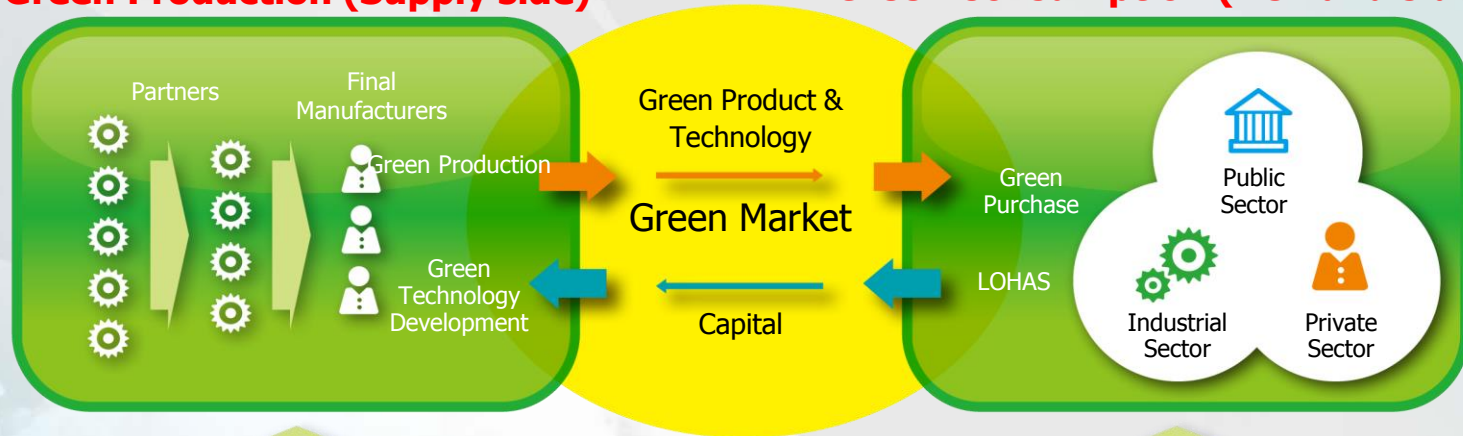 Green Production (Supply side)
Partners
Final
Manufacturers
Green Production
Green
Technology
Development
Green Product &
Technology
Green Market
Capital
Green
Purchase
LOHAS
Public
Sector
Industrial
Sector
Private
Sector